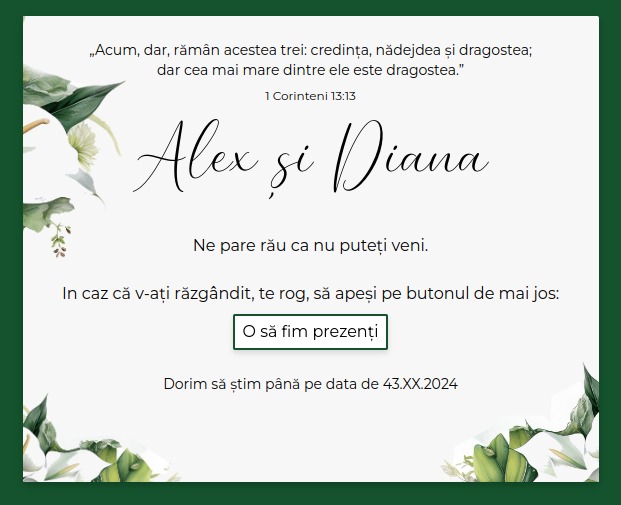 „Acum, dar, rămân acestea trei: credința, nădejdea și dragostea;
dar cea mai mare dintre ele este dragostea.”
1 Corinteni 13:13
Alex și Diana
Ne pare rău ca nu puteți veni.
In caz că v-ați răzgândit, te rog, să apeși pe butonul de mai jos:
O să fim prezenți
Dorim să știm până pe data de 43.XX.2024